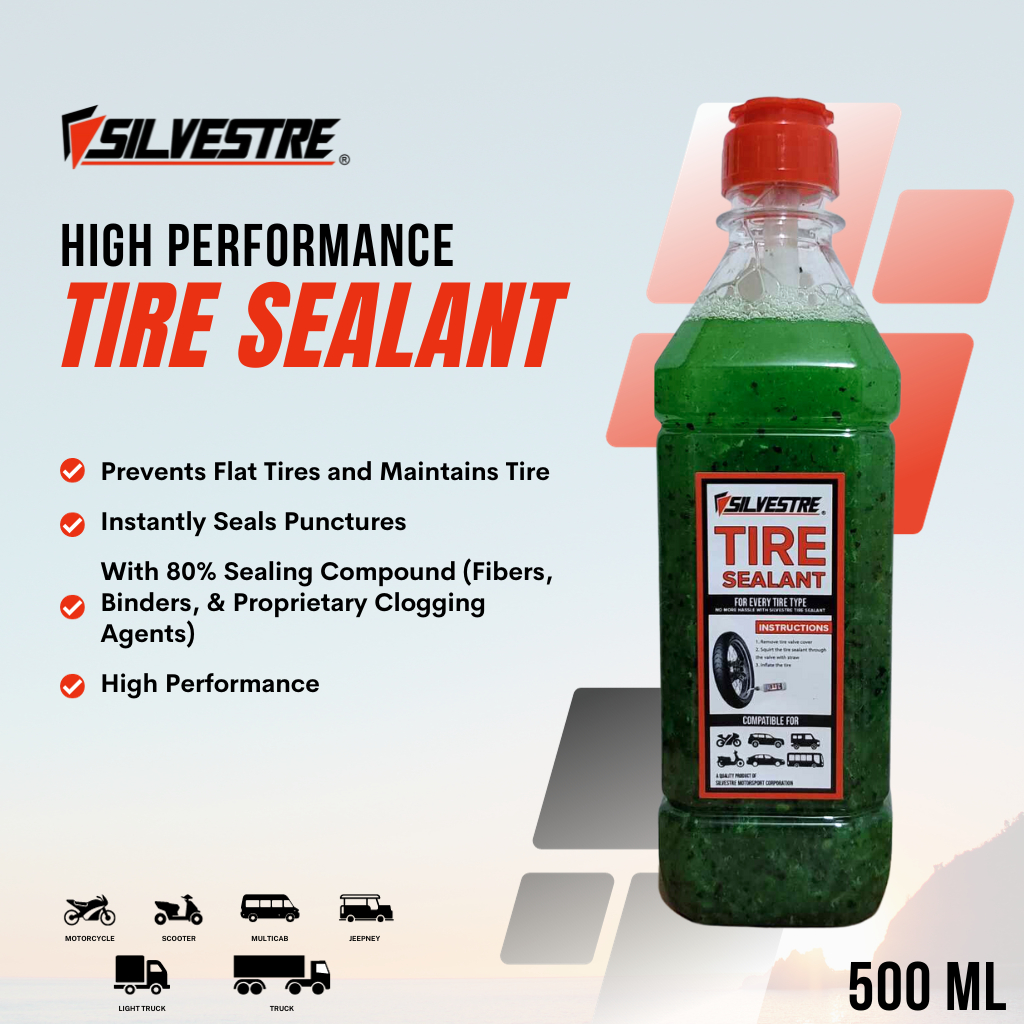 SILVESTRE®
HIGH PERFORMANCE
TIRE SEALANT
Prevents Flat Tires and Maintains Tire
Instantly Seals Punctures
With 80% Sealing Compound (Fibers,
Binders, & Proprietary Clogging
Agents)
High Performance
SILVESTRE®
TIRE
SEALANT
FOR EVERY TIRE TYPE
NO MORE HASSLE WITH SILVESTRE TIRE SEALANT
INSTRUCTIONS
1. Remove tire valve cover
2. Squirt the tire sealant through
the valve with straw
3. Inflate the tire
COMPATIBLE FOR
A QUALITY PRODUCT OF
SILVESTRE MOTORSPORT CORPORATION
MOTORCYCLE
SCOOTER
MULTICAB
JEEPNEY
LIGHT TRUCK
TRUCK
500 ML